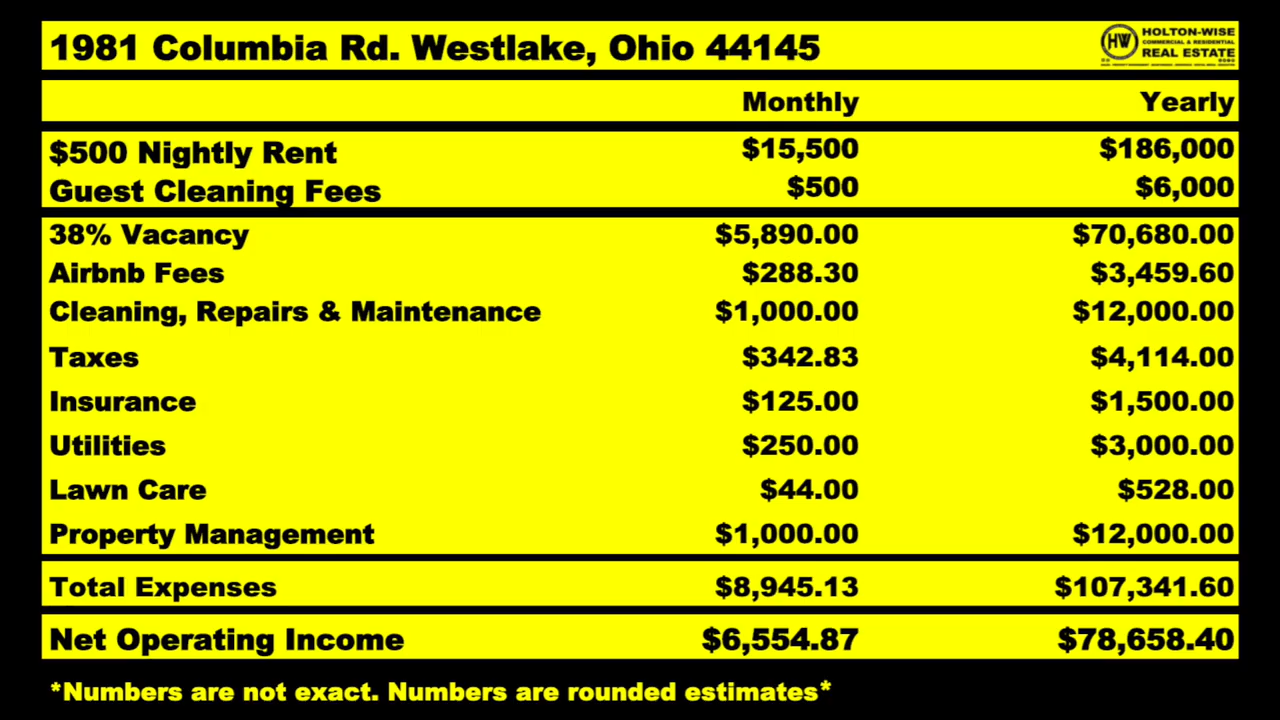 1981 Columbia Rd. Westlake, Ohio 44145
HW
HOLTON-WISE
COMMERCIAL & RESIDENTIAL
REAL ESTATE
Monthly Yearly
$500 Nightly Rent $15,500 $186,000
Guest Cleaning Fees $500 $6,000
38% Vacancy $5,890.00 $70,680.00
Airbnb Fees $288.30 $3,459.60
Cleaning, Repairs & Maintenance $1,000.00 $12,000.00
Taxes $342.83 $4,114.00
Insurance $125.00 $1,500.00
Utilities $250.00 $3,000.00
Lawn Care $44.00 $528.00
Property Management $1,000.00 $12,000.00
Total Expenses $8,945.13 $107,341.60
Net Operating Income $6,554.87 $78,658.40
*Numbers are not exact. Numbers are rounded estimates*